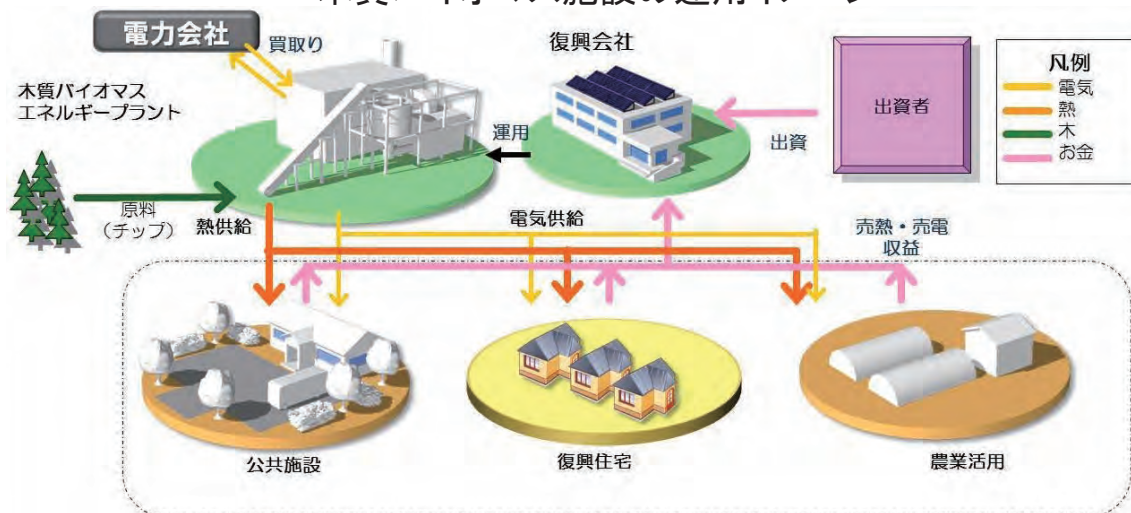 電力会社
買取り
復興会社
木質バイオマス
エネルギープラント
出資者
凡例
電気
熱
木
お金
運用
出資
原料
(チップ)
熱供給
電気供給
売熱・売電
収益
公共施設
復興住宅
農業活用